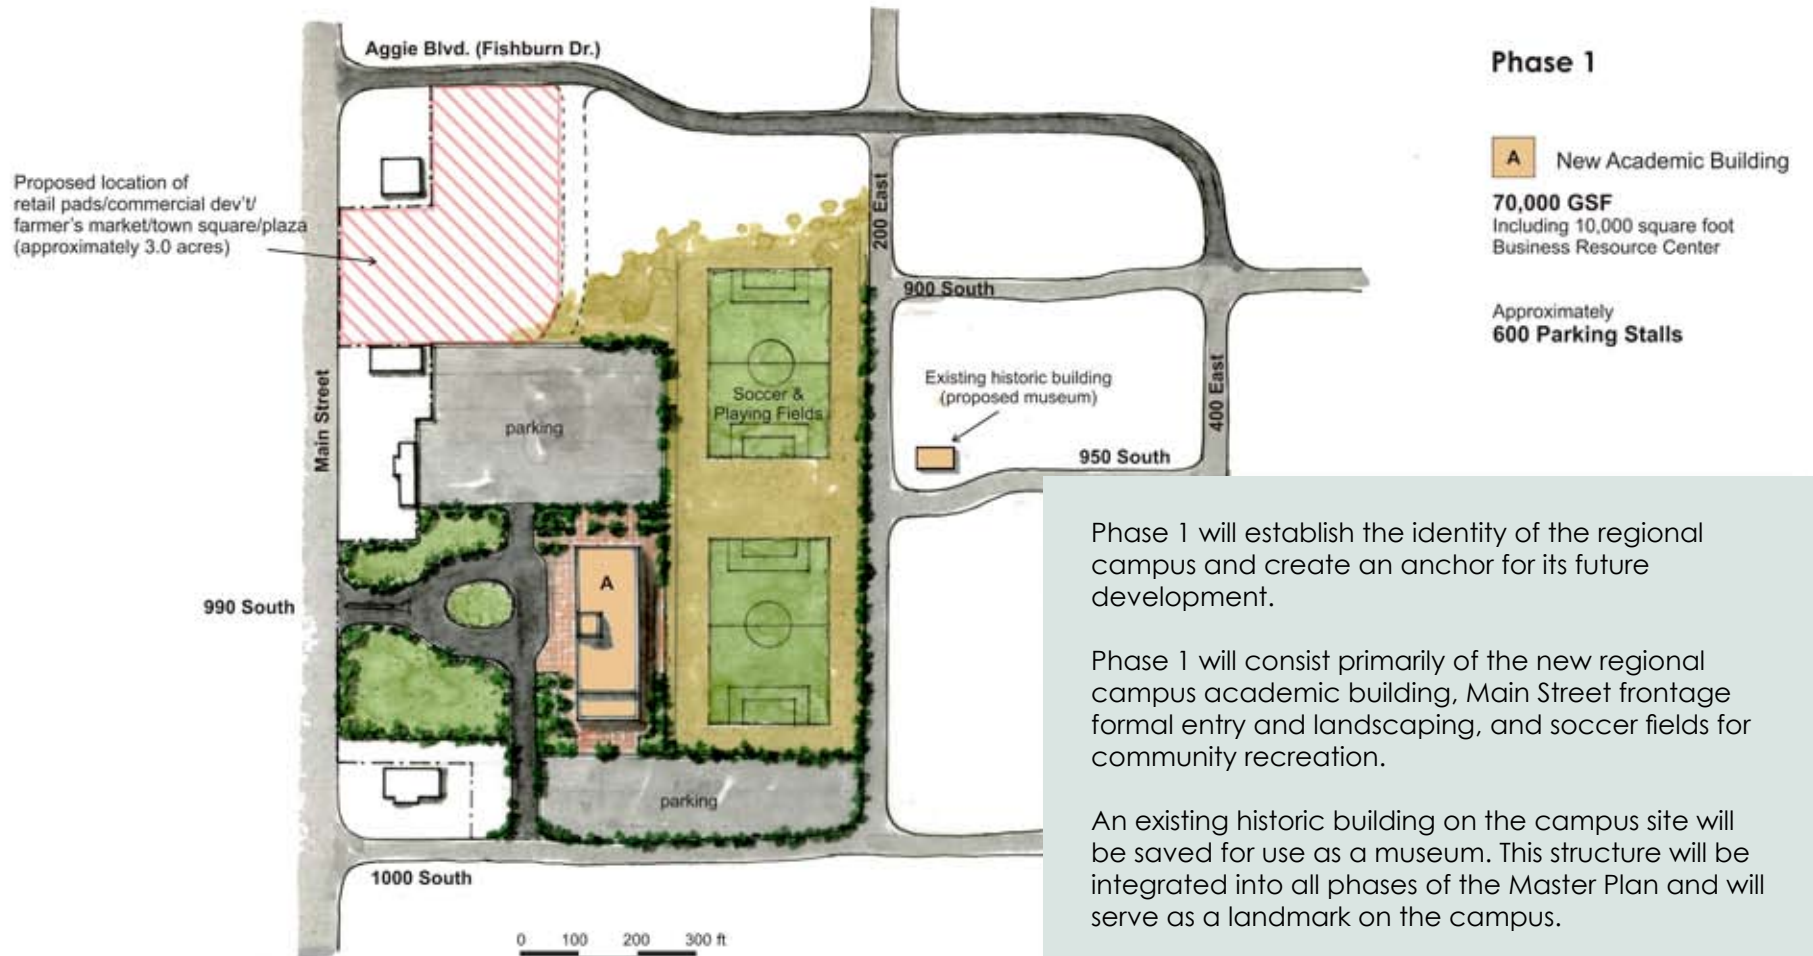 Aggie Blvd. (Fishburn Dr.)
Phase 1
A
New Academic Building
70,000 GSF
Including 10,000 square foot
Business Resource Center
Approximately
600 Parking Stalls
Proposed location of
retail pads/commercial dev't/
farmer's market/town square/plaza
(approximately 3.0 acres)
200 East
900 South
Main Street
parking
Soccer &
Playing Fields
Existing historic building
(proposed museum)
400 East
950 South
990 South
A
parking
1000 South
0 100 200 300 ft
Phase 1 will establish the identity of the regional
campus and create an anchor for its future
development.
Phase 1 will consist primarily of the new regional
campus academic building, Main Street frontage
formal entry and landscaping, and soccer fields for
community recreation.
An existing historic building on the campus site will
be saved for use as a museum. This structure will be
integrated into all phases of the Master Plan and will
serve as a landmark on the campus.